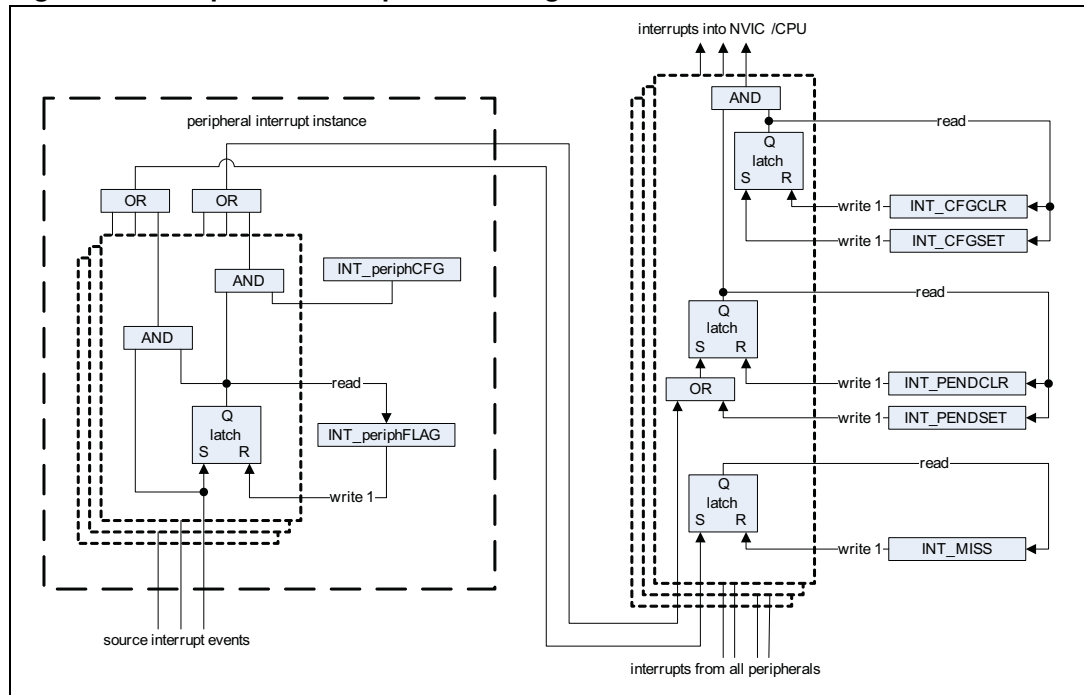 interrupts into NVIC /CPU
peripheral interrupt instance
OR
OR
AND
INT_periphCFG
AND
read
Q
latch
S R
INT_periphFLAG
write 1
source interrupt events
AND
read
Q
latch
S R
write 1
INT_CFGCLR
write 1
INT_CFGSET
read
Q
latch
S R
write 1
INT_PENDCLR
OR
write 1
INT_PENDSET
read
Q
latch
S R
write 1
INT_MISS
interrupts from all peripherals